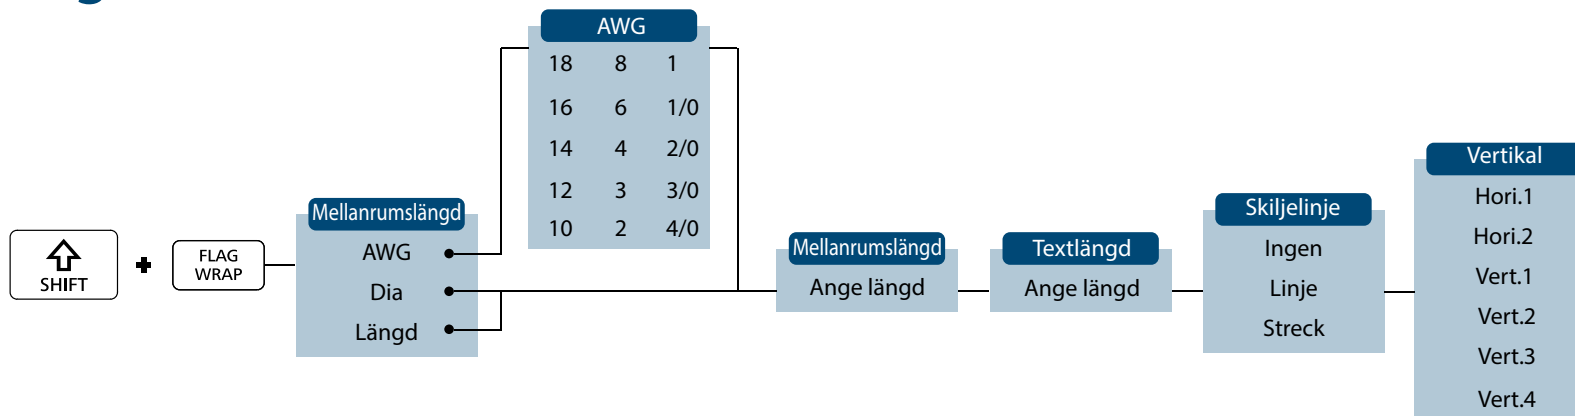 SHIFT
FLAG
WRAP
Mellanrumslängd
AWG
Dia
Längd
AWG
18 8 1
16 6 1/0
14 4 2/0
12 3 3/0
10 2 4/0
Mellanrumslängd
Ange längd
Textlängd
Ange längd
Skiljelinje
Ingen
Linje
Streck
Vertikal
Hori.1
Hori.2
Vert.1
Vert.2
Vert.3
Vert.4